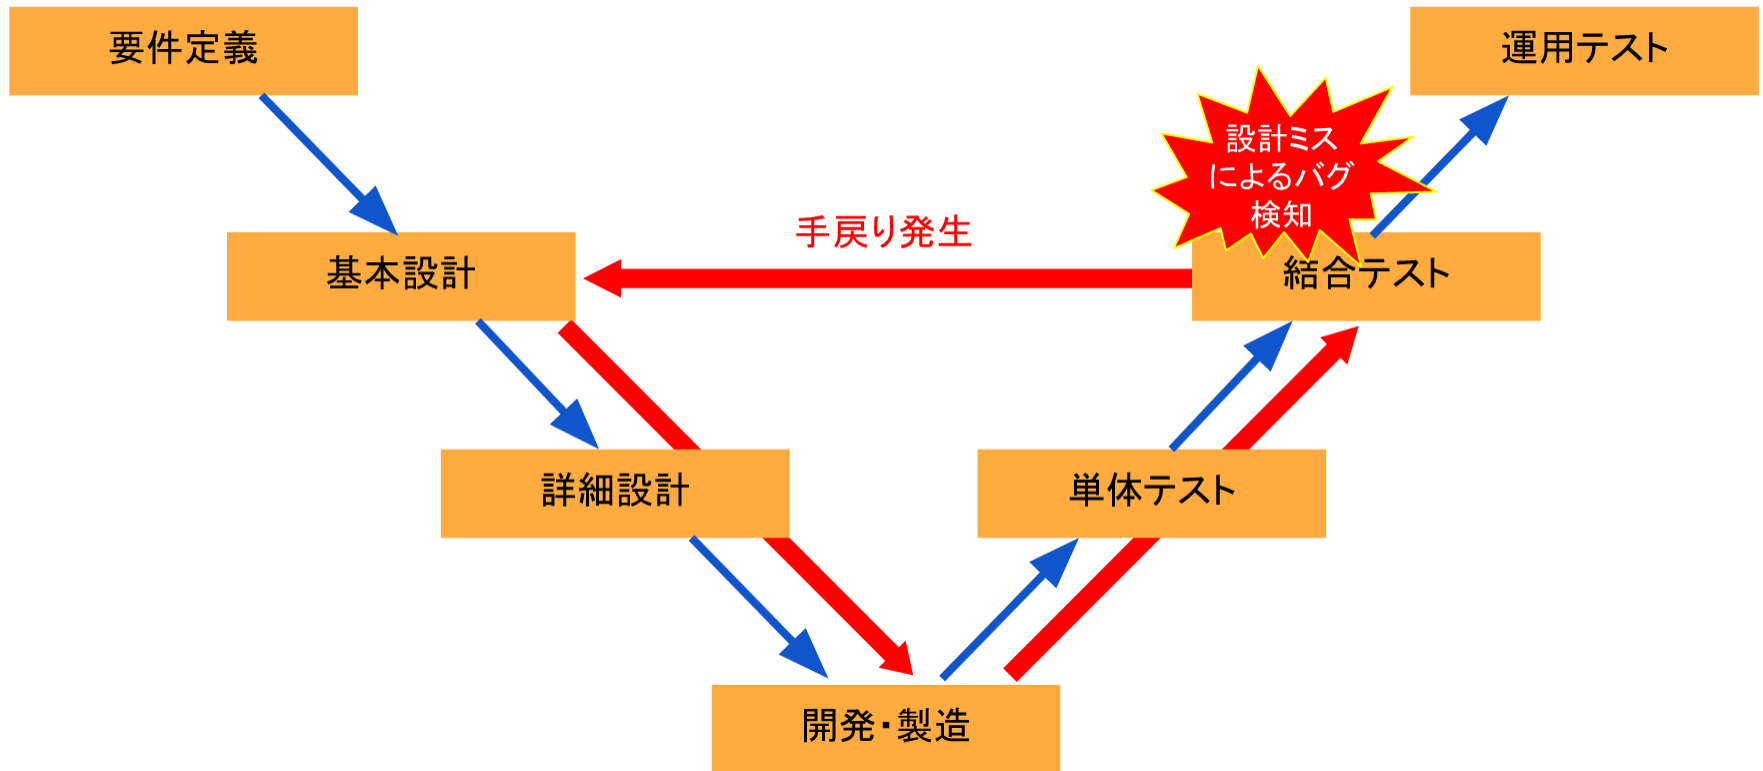 要件定義
運用テスト
設計ミス
によるバグ
検知
手戻り発生
基本設計
結合テスト
詳細設計
単体テスト
開発・製造